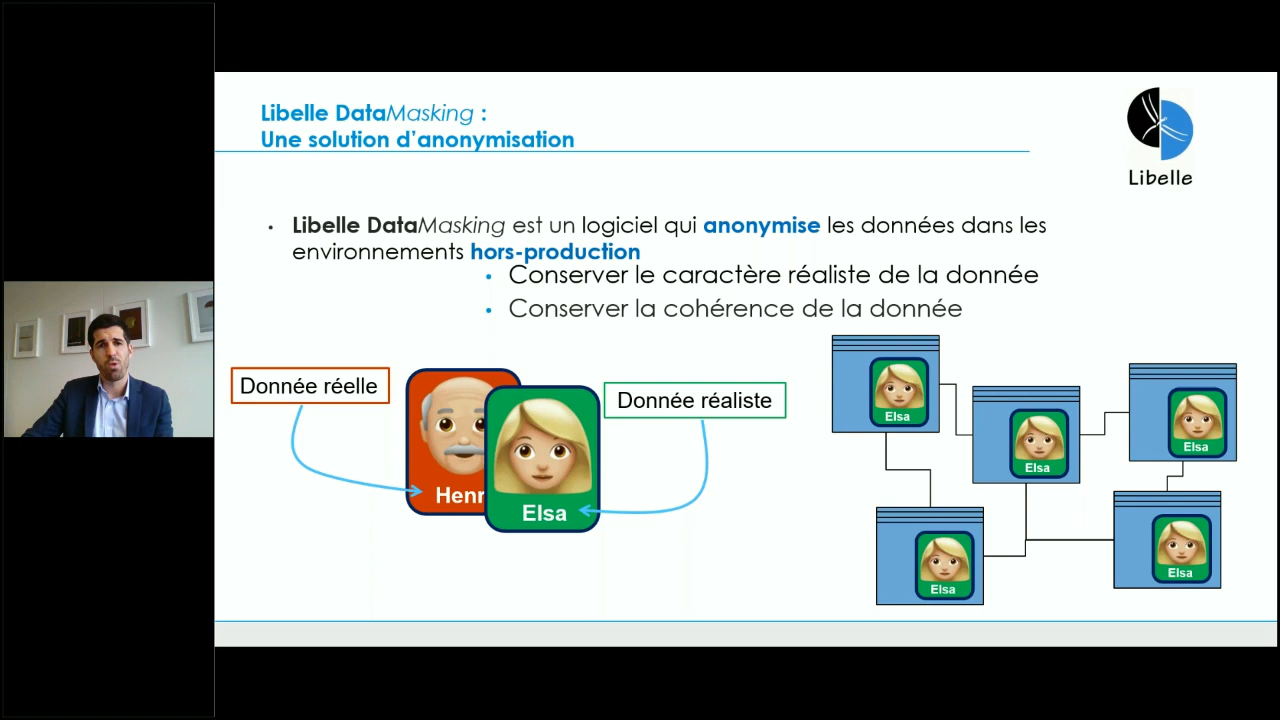 Libelle DataMasking :
Une solution d'anonymisation
Libelle
• Libelle DataMasking est un logiciel qui anonymise les données dans les
environnements hors-production
• Conserver le caractère réaliste de la donnée
• Conserver la cohérence de la donnée
Donnée réelle
Donnée réaliste
Elsa
Elsa
Elsa
Elsa
Elsa
Elsa